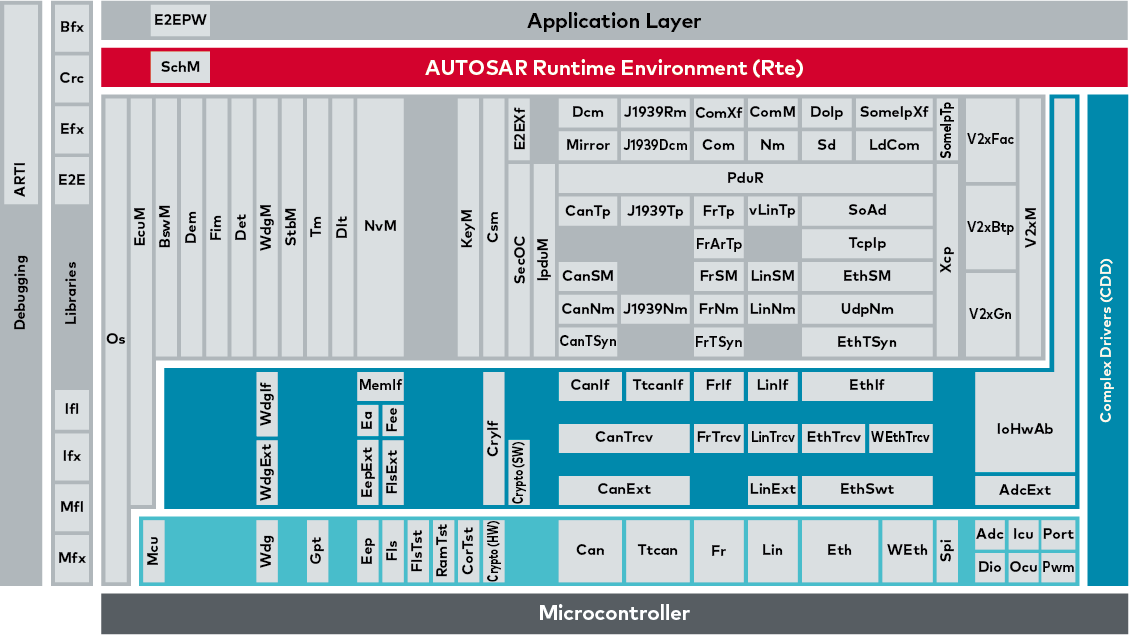 E2EPW
Application Layer
SchM
AUTOSAR Runtime Environment (Rte)
ARTI
Debugging
Bfx
Crc
Efx
E2E
Libraries
Ifl
Ifx
Mfl
Mfx
Os
EcuM
BswM
Dem
Fim
Det
WdgM
StbM
Tm
Dlt
NvM
KeyM
Csm
E2EXf
SecOC
IpduM
Dcm
J1939Rm
ComXf
ComM
DoIp
SomeIpXf
Mirror
J1939Dcm
Com
Nm
Sd
LdCom
PduR
CanTp
J1939Tp
FrTp
vLinTp
SoAd
FrArTp
TcpIp
CanSM
FrSM
LinSM
EthSM
CanNm
J1939Nm
FrNm
LinNm
UdpNm
CanTSyn
FrTSyn
EthTSyn
SomeIpTp
Xcp
V2xFac
V2xBtp
V2xGn
V2xM
Complex Drivers (CDD)
WdgIf
WdgExt
MemIf
Ea
Fee
EepExt
FlsExt
CryIf
Crypto (SW)
CanIf
TtcanIf
FrIf
LinIf
EthIf
CanTrcv
FrTrcv
LinTrcv
EthTrcv
WEthTrcv
CanExt
LinExt
EthSwt
IoHwAb
AdcExt
Mcu
Wdg
Gpt
Eep
Fls
FlsTst
RamTst
CorTst
Crypto (HW)
Can
Ttcan
Fr
Lin
Eth
WEth
Spi
Adc
Icu
Port
Dio
Ocu
Pwm
Microcontroller